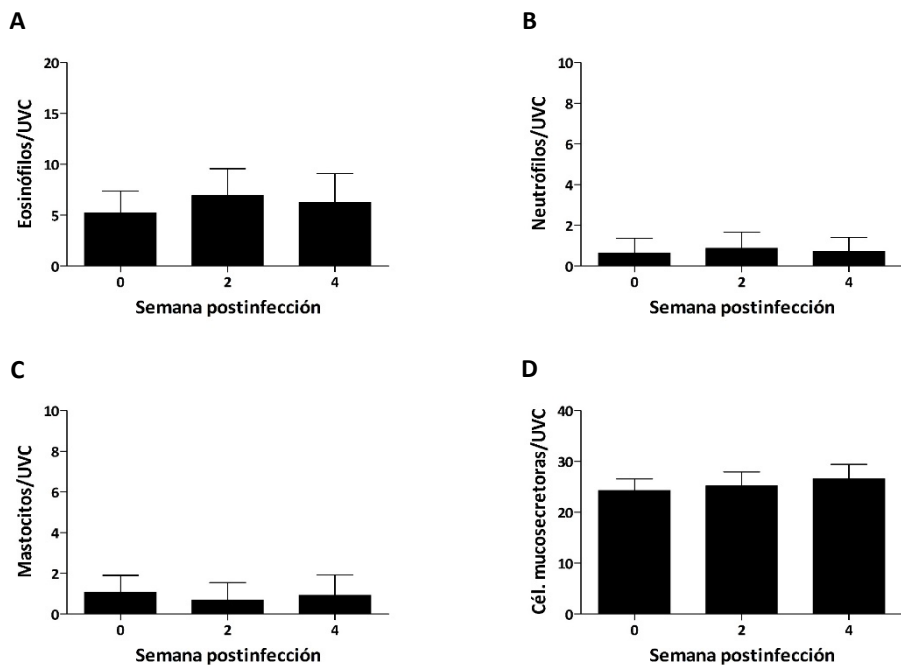 A
Eosinófilos/UVC
20
15
10
5
0
0 2 4
Semana postinfección
B
Neutrófilos/UVC
10
8
6
4
2
0
0 2 4
Semana postinfección
C
Mastocitos/UVC
10
8
6
4
2
0
0 2 4
Semana postinfección
D
Cél. mucosecretoras/UVC
40
30
20
10
0
0 2 4
Semana postinfección